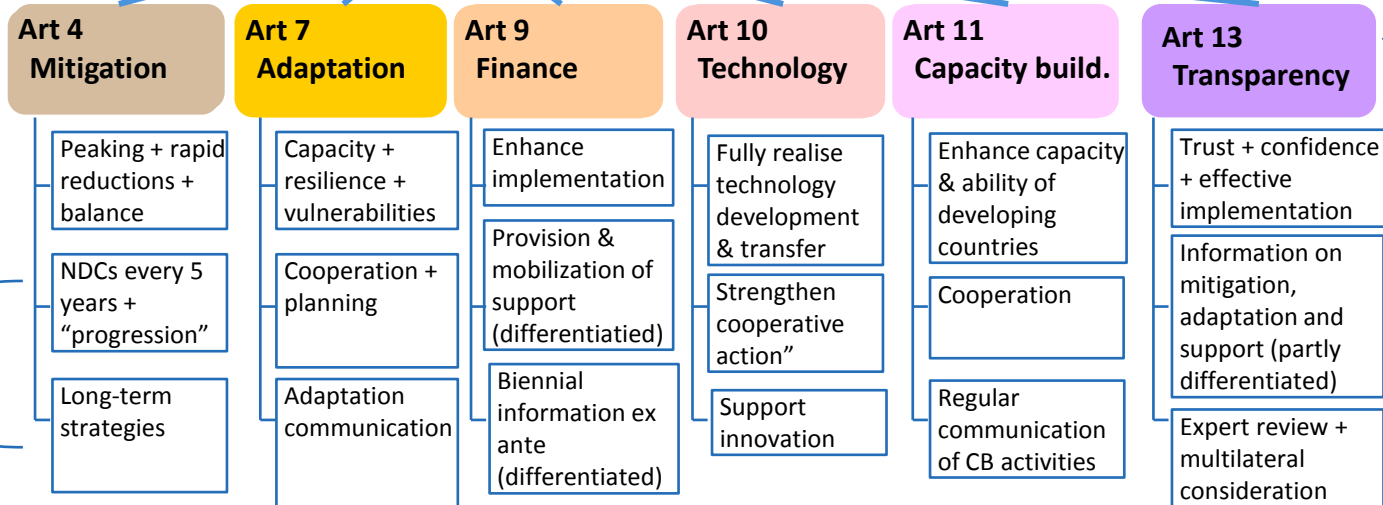 Art 4
Mitigation
Peaking + rapid
reductions +
balance
NDCs every 5
years +
“progression”
Long-term
strategies
Art 7
Adaptation
Capacity +
resilience +
vulnerabilities
Cooperation +
planning
Adaptation
communication
Art 9
Finance
Enhance
implementation
Provision &
mobilization of
support
(differentiatied)
Biennial
information ex
ante
(differentiated)
Art 10
Technology
Fully realise
technology
development
& transfer
Strengthen
cooperative
action”
Support
innovation
Art 11
Capacity build.
Enhance capacity
& ability of
developing
countries
Cooperation
Regular
communication
of CB activities
Art 13
Transparency
Trust + confidence
+ effective
implementation
Information on
mitigation,
adaptation and
support (partly
differentiated)
Expert review +
multilateral
consideration